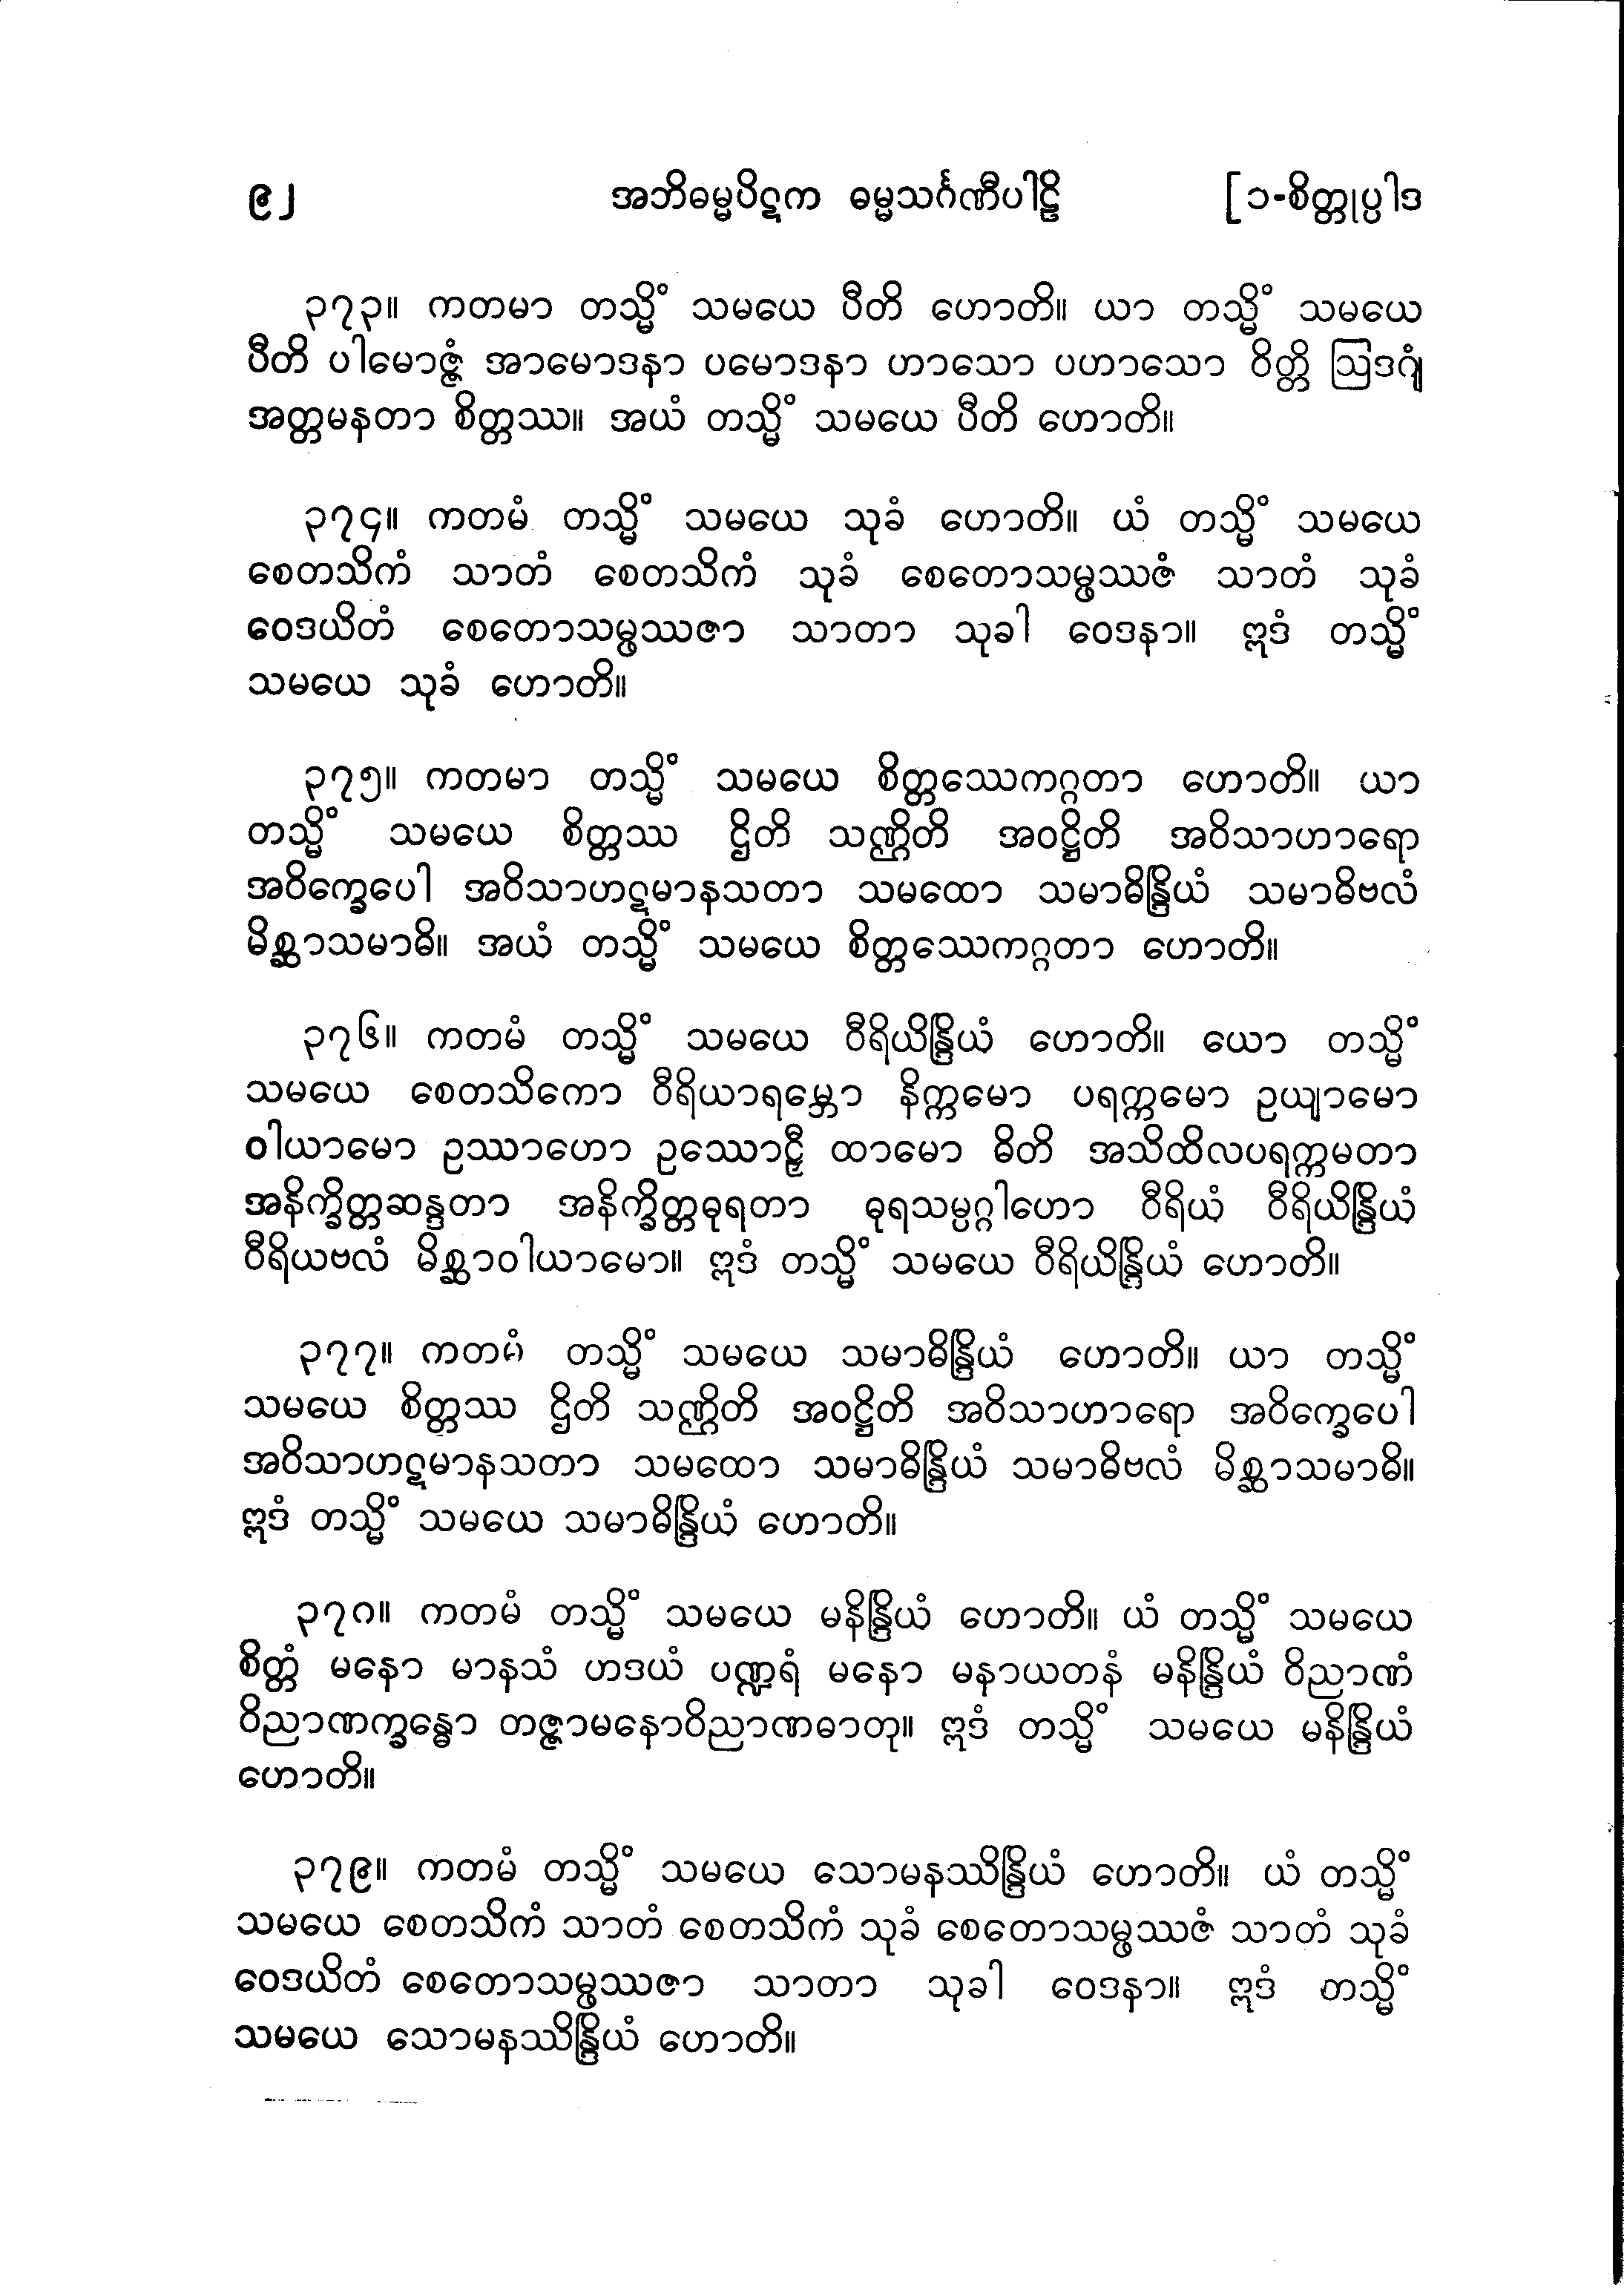 ၉၂ အဘိဓမ္မပိဋက ဓမ္မသင်္ဂဏီပါဠိ [၁-စိတ္တုပ္ပါဒ
၃၇၃။ ကတမာ တသ္မိံ သမယေ ပီတိ ဟောတိ။ ယာ တသ္မိံ သမယေ
ပီတိ ပါမောဇ္ဇံ အာမောဒနာ ပမောဒနာ ဟာသော ပဟာသော ဝိတ္တိ ဩဒဂျံ
အတ္တမနတာ စိတ္တဿ။ အယံ တသ္မိံ သမယေ ပီတိ ဟောတိ။
၃၇၄။ ကတမံ တသ္မိံ သမယေ သုခံ ဟောတိ။ ယံ တသ္မိံ သမယေ
စေတသိကံ သာတံ စေတသိကံ သုခံ စေတောသမ္ဖဿဇံ သာတံ သုခံ
ဝေဒယိတံ စေတောသမ္ဖဿဇာ သာတာ သုခါ ဝေဒနာ။ ဣဒံ တသ္မိံ
သမယေ သုခံ ဟောတိ။
၃၇၅။ ကတမာ တသ္မိံ သမယေ စိတ္တဿေကဂ္ဂတာ ဟောတိ။ ယာ
တသ္မိံ သမယေ စိတ္တဿ ဌိတိ သဏ္ဌိတိ အဝဋ္ဌိတိ အဝိသာဟာရော
အဝိက္ခေပေါ အဝိသာဟဋမာနသတာ သမထော သမာဓိန္ဒြိယံ သမာဓိဗလံ
မိစ္ဆာသမာဓိ။ အယံ တသ္မိံ သမယေ စိတ္တဿေကဂ္ဂတာ ဟောတိ။
၃၇၆။ ကတမံ တသ္မိံ သမယေ ဝီရိယိန္ဒြိယံ ဟောတိ။ ယော တသ္မိံ
သမယေ စေတသိကော ဝီရိယာရမ္ဘော နိက္ကမော ပရက္ကမော ဥယျာမော
ဝါယာမော ဥဿာဟော ဥဿောဠှီ ထာမော ဓိတိ အသိထိလပရက္ကမတာ
အနိက္ခိတ္တဆန္ဒတာ အနိက္ခိတ္တဓုရတာ ဓုရသမ္ပဂ္ဂါဟော ဝီရိယံ ဝီရိယိန္ဒြိယံ
ဝီရိယဗလံ မိစ္ဆာဝါယာမော။ ဣဒံ တသ္မိံ သမယေ ဝီရိယိန္ဒြိယံ ဟောတိ။
၃၇၇။ ကတမံ တသ္မိံ သမယေ သမာဓိန္ဒြိယံ ဟောတိ။ ယာ တသ္မိံ
သမယေ စိတ္တဿ ဌိတိ သဏ္ဌိတိ အဝဋ္ဌိတိ အဝိသာဟာရော အဝိက္ခေပေါ
အဝိသာဟဋမာနသတာ သမထော သမာဓိန္ဒြိယံ သမာဓိဗလံ မိစ္ဆာသမာဓိ။
ဣဒံ တသ္မိံ သမယေ သမာဓိန္ဒြိယံ ဟောတိ။
၃၇၈။ ကတမံ တသ္မိံ သမယေ မနိန္ဒြိယံ ဟောတိ။ ယံ တသ္မိံ သမယေ
စိတ္တံ မနော မာနသံ ဟဒယံ ပဏ္ဍရံ မနော မနာယတနံ မနိန္ဒြိယံ ဝိညာဏံ
ဝိညာဏက္ခန္ဓော တဇ္ဇာမနောဝိညာဏဓာတု။ ဣဒံ တသ္မိံ သမယေ မနိန္ဒြိယံ
ဟောတိ။
၃၇၉။ ကတမံ တသ္မိံ သမယေ သောမနဿိန္ဒြိယံ ဟောတိ။ ယံ တသ္မိံ
သမယေ စေတသိကံ သာတံ စေတသိကံ သုခံ စေတောသမ္ဖဿဇံ သာတံ သုခံ
ဝေဒယိတံ စေတောသမ္ဖဿဇာ သာတာ သုခါ ဝေဒနာ။ ဣဒံ တသ္မိံ
သမယေ သောမနဿိန္ဒြိယံ ဟောတိ။